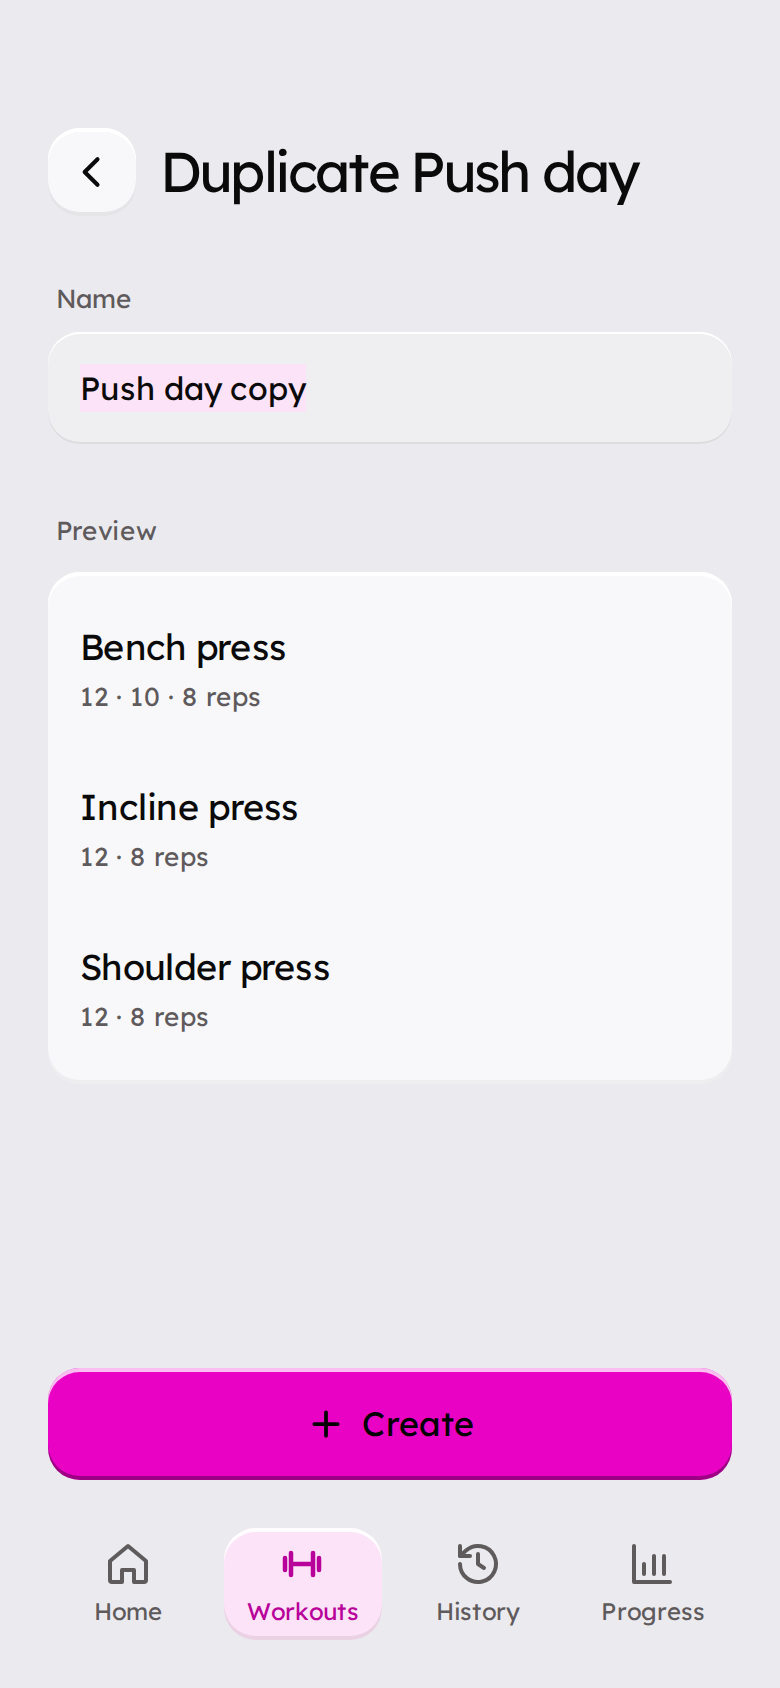 Duplicate Push day
Name
Push day copy
Preview
Bench press
12 · 10 · 8 reps
Incline press
12 · 8 reps
Shoulder press
12 · 8 reps
Create
Home
Workouts
History
Progress